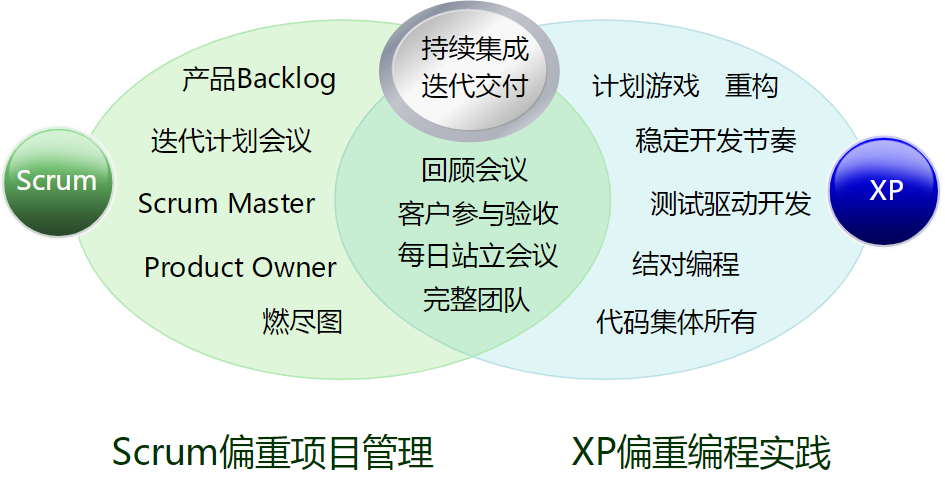 持续集成
迭代交付
产品Backlog
迭代计划会议
Scrum
Scrum Master
Product Owner
燃尽图
回顾会议
客户参与验收
每日站立会议
完整团队
计划游戏 重构
稳定开发节奏
XP
测试驱动开发
结对编程
代码集体所有
Scrum偏重项目管理
XP偏重编程实践